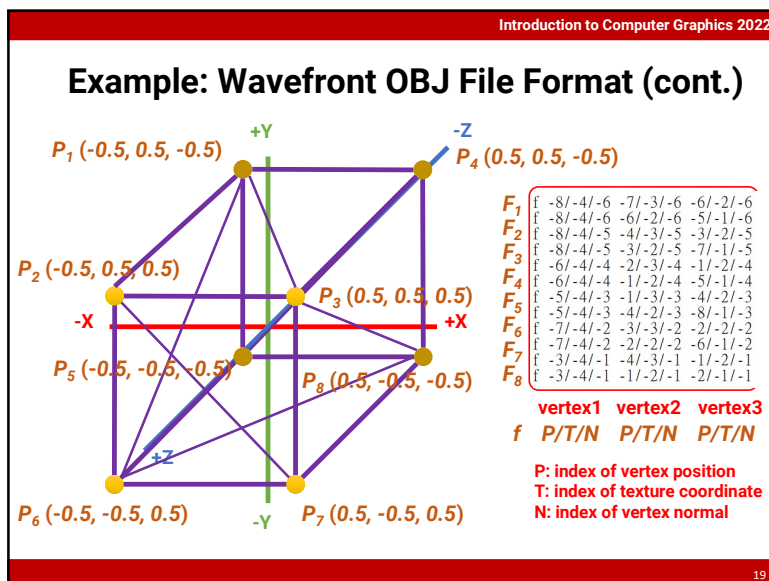 Introduction to Computer Graphics 2022
Example: Wavefront OBJ File Format (cont.)
+Y
-Z
P1 (-0.5, 0.5, -0.5)
P4 (0.5, 0.5, -0.5)
P2 (-0.5, 0.5, 0.5)
P3 (0.5, 0.5, 0.5)
-X
+X
P5 (-0.5, -0.5, -0.5)
P8 (0.5, -0.5, -0.5)
+Z
P6 (-0.5, -0.5, 0.5)
-Y
P7 (0.5, -0.5, 0.5)
F1
F2
F3
F4
F5
F6
F7
F8
f -8/-4/-6 -7/-3/-6 -6/-2/-6
f -8/-4/-6 -6/-2/-6 -5/-1/-6
f -8/-4/-5 -4/-3/-5 -3/-2/-5
f -8/-4/-5 -3/-2/-5 -7/-1/-5
f -6/-4/-4 -2/-3/-4 -1/-2/-4
f -6/-4/-4 -1/-2/-4 -5/-1/-4
f -5/-4/-3 -1/-3/-3 -4/-2/-3
f -5/-4/-3 -4/-2/-3 -8/-1/-3
f -7/-4/-2 -3/-3/-2 -2/-2/-2
f -7/-4/-2 -2/-2/-2 -6/-1/-2
f -3/-4/-1 -4/-3/-1 -1/-2/-1
f -3/-4/-1 -1/-2/-1 -2/-1/-1
vertex1 vertex2 vertex3
f P/T/N P/T/N P/T/N
P: index of vertex position
T: index of texture coordinate
N: index of vertex normal
19